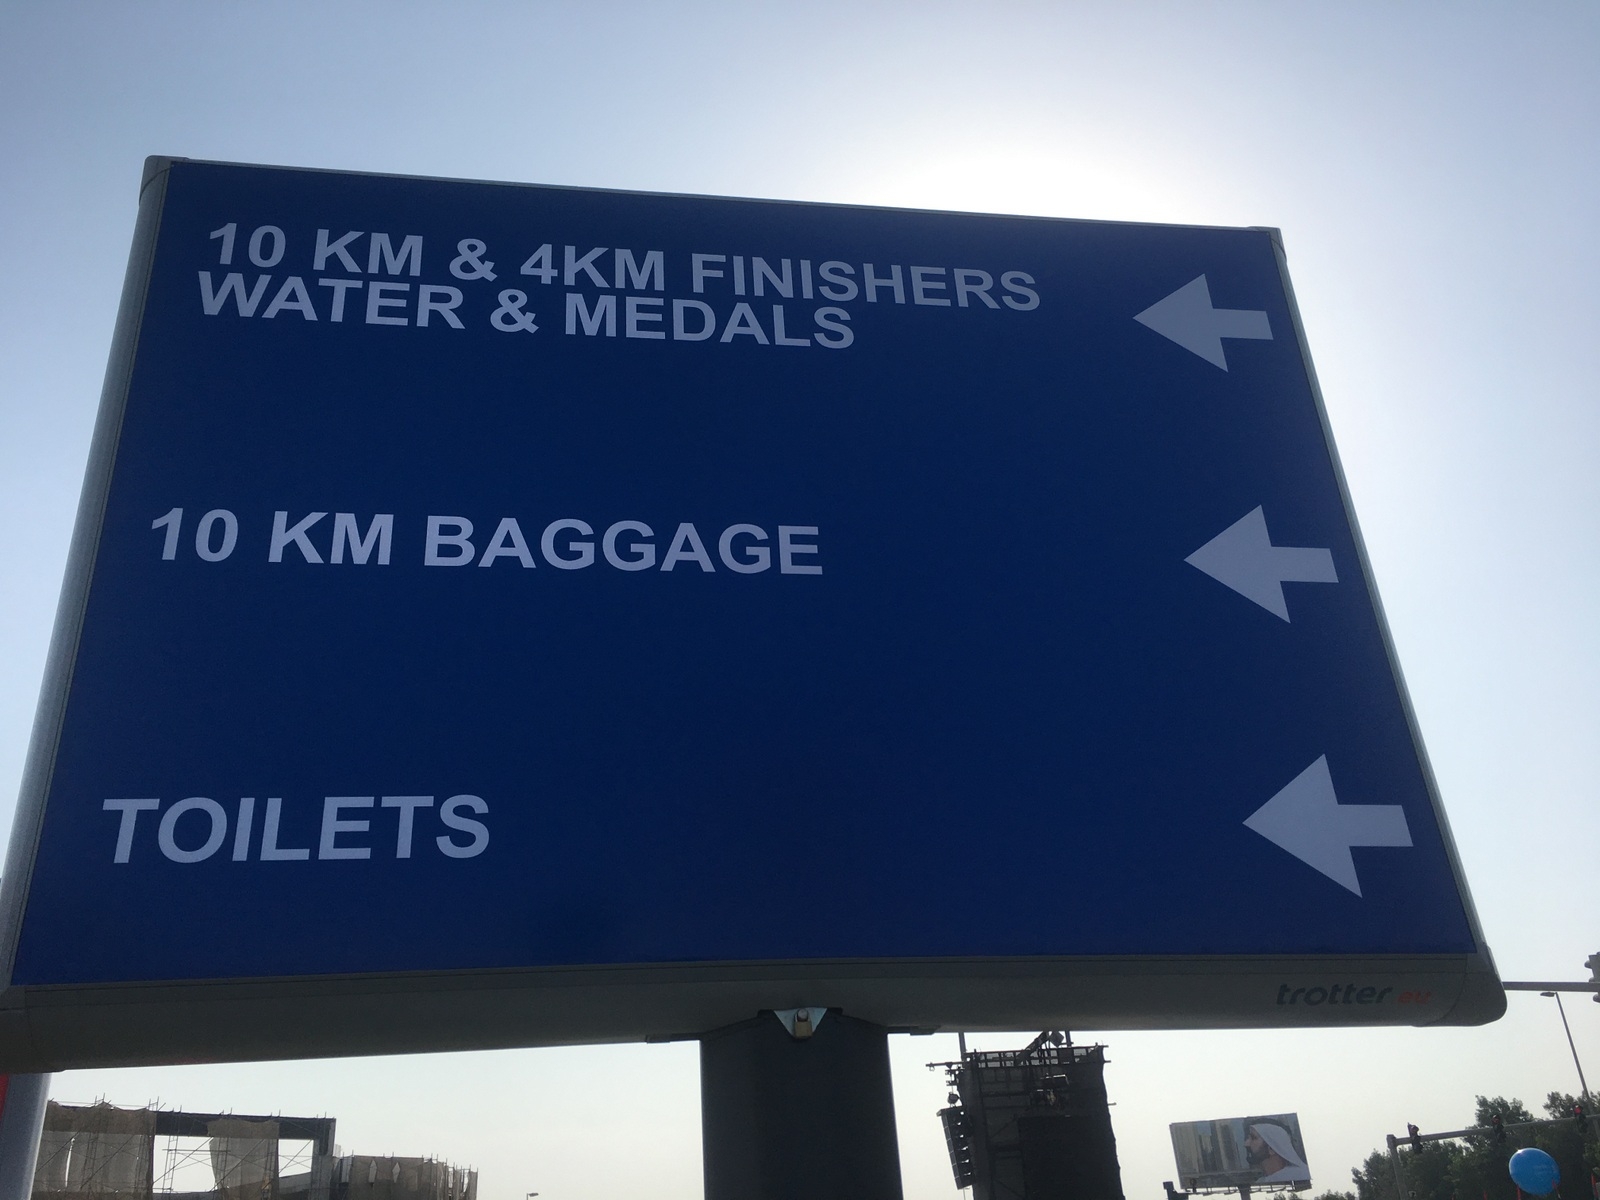 10 KM & 4KM FINISHERS
WATER & MEDALS
10 KM BAGGAGE
TOILETS
trotter